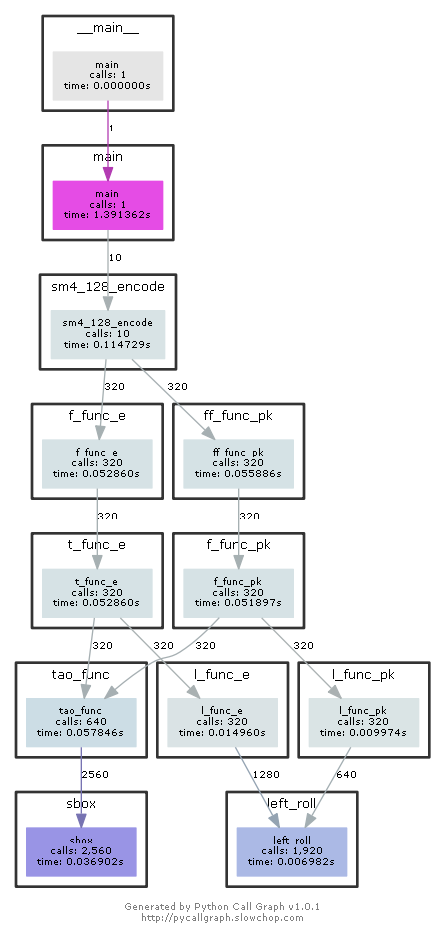 __main__
main
calls: 1
time: 0.000000s
1
main
main
calls: 1
time: 1.391362s
10
sm4_128_encode
sm4_128_encode
calls: 10
time: 0.114729s
320
320
f_func_e
ff_func_pk
f_func_e
calls: 320
time: 0.052860s
ff_func_pk
calls: 320
time: 0.055886s
320
320
t_func_e
f_func_pk
t_func_e
calls: 320
time: 0.052860s
f_func_pk
calls: 320
time: 0.051897s
320
320
320
320
tao_func
l_func_e
l_func_pk
tao_func
calls: 640
time: 0.057846s
l_func_e
calls: 320
time: 0.014960s
l_func_pk
calls: 320
time: 0.009974s
2560
1280
640
sbox
left_roll
sbox
calls: 2,560
time: 0.036902s
left_roll
calls: 1,920
time: 0.006982s
Generated by Python Call Graph v1.0.1
http://pycallgraph.slowchop.com